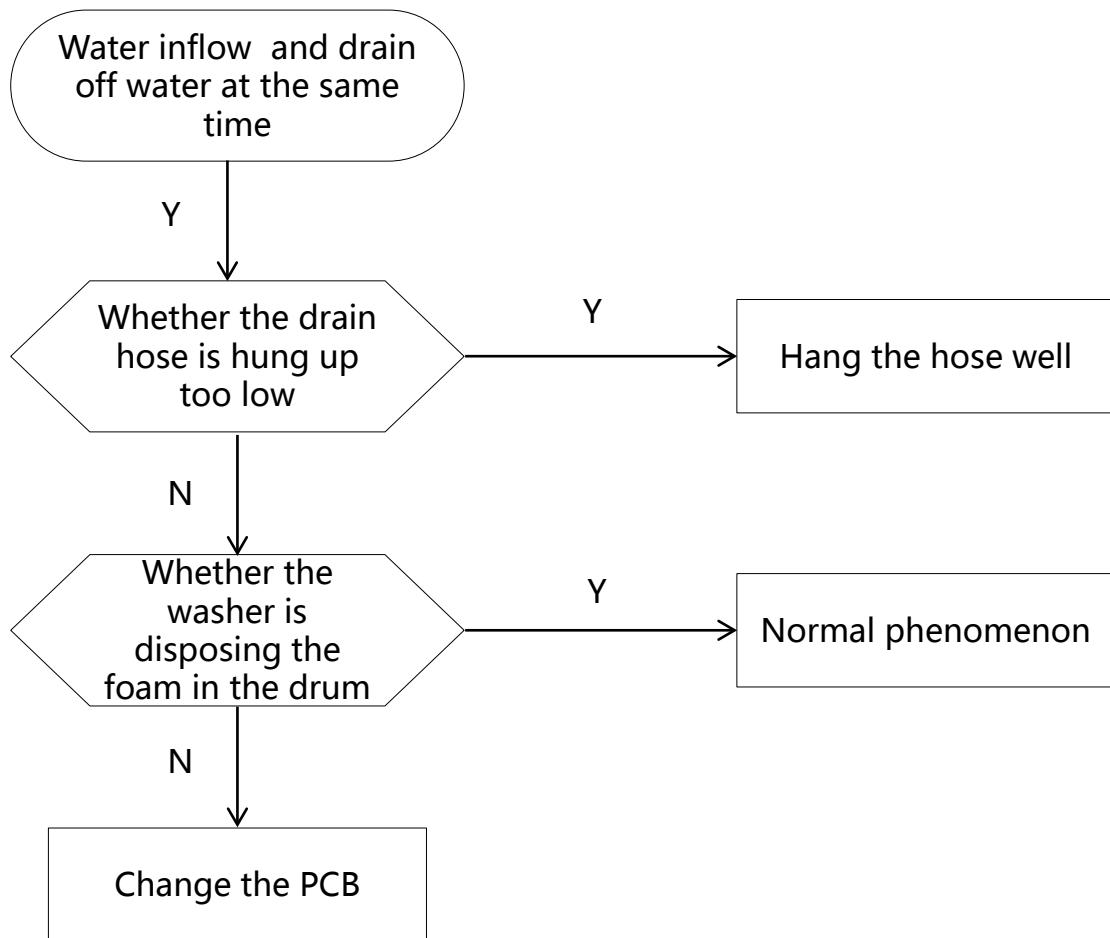 Water inflow  and drain
off water at the same
time
Y
Whether the drain
hose is hung up
too low
Y
Hang the hose well
N
Whether the
washer is
disposing the
foam in the drum
Y
Normal phenomenon
N
Change the PCB